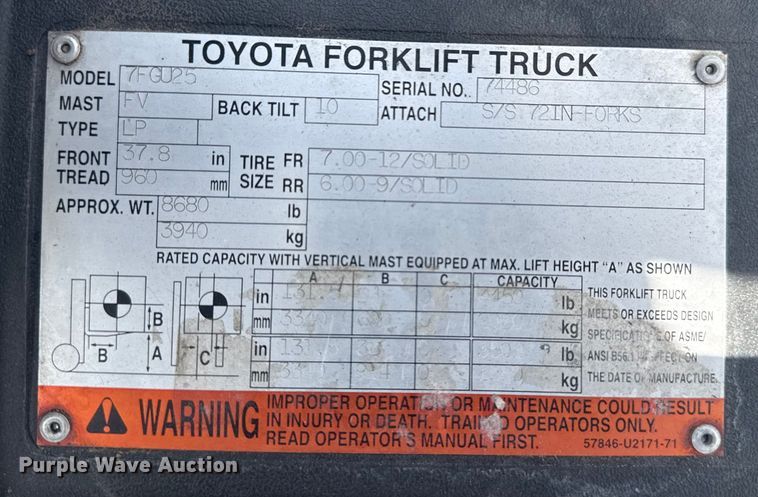 TOYOTA FORKLIFT TRUCK
MODEL 7FGU25 SERIAL NO. 74486
MAST FV BACK TILT 10 ATTACH S/S 72IN-FORKS
TYPE LP
FRONT TREAD 37.8 in 960 mm
TIRE SIZE FR 7.00-12/SOLID
RR 6.00-9/SOLID
APPROX. WT. 8680 lb
3940 kg
RATED CAPACITY WITH VERTICAL MAST EQUIPPED AT MAX. LIFT HEIGHT "A" AS SHOWN
A B C CAPACITY
in lb
mm kg
in lb
mm kg
B
B A C
THIS FORKLIFT TRUCK
MEETS OR EXCEEDS DESIGN
OF ASME/
ANSI ON
THE DATE OF MANUFACTURE.
WARNING
IMPROPER OPERATION OR MAINTENANCE COULD RESULT
IN INJURY OR DEATH. TRAINED OPERATORS ONLY.
READ OPERATOR'S MANUAL FIRST.
57846-U2171-71
Purple Wave Auction